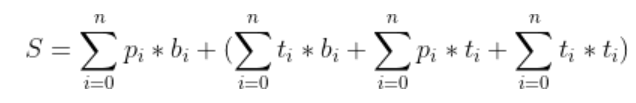 S = \sum_{i=0}^{n} p_i * b_i + (\sum_{i=0}^{n} t_i * b_i + \sum_{i=0}^{n} p_i * t_i + \sum_{i=0}^{n} t_i * t_i)